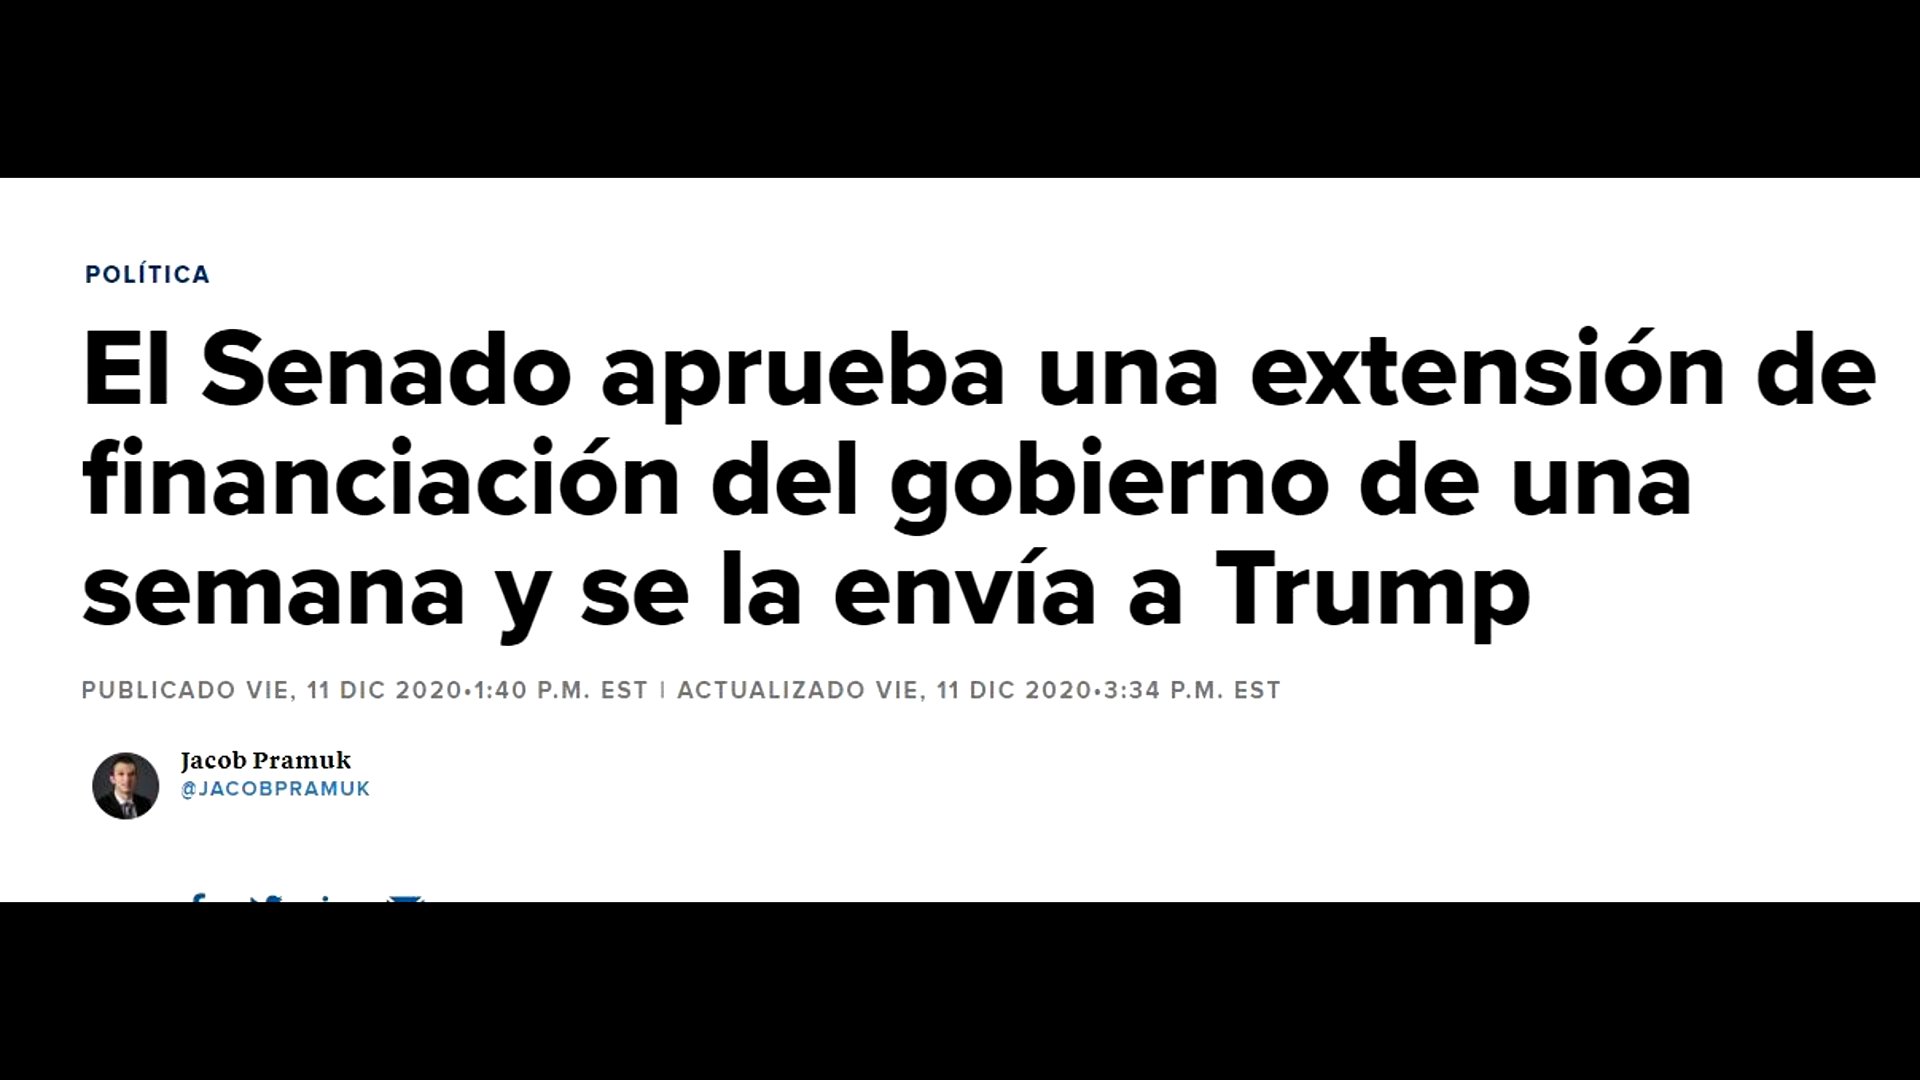 POLÍTICA
El Senado aprueba una extensión de
financiación del gobierno de una
semana y se la envía a Trump
PUBLICADO VIE, 11 DIC 2020•1:40 P.M. EST | ACTUALIZADO VIE, 11 DIC 2020•3:34 P.M. EST
Jacob Pramuk
@JACOBPRAMUK